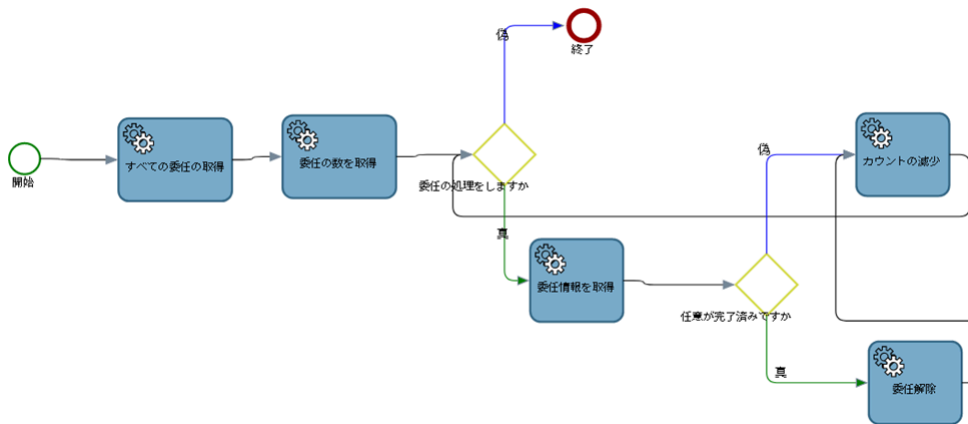 偽
終了
すべての委任の取得
委任の数を取得
偽
カウントの減少
開始
委任の処理をしますか
真
委任情報を取得
任意が完了済みですか
真
委任解除